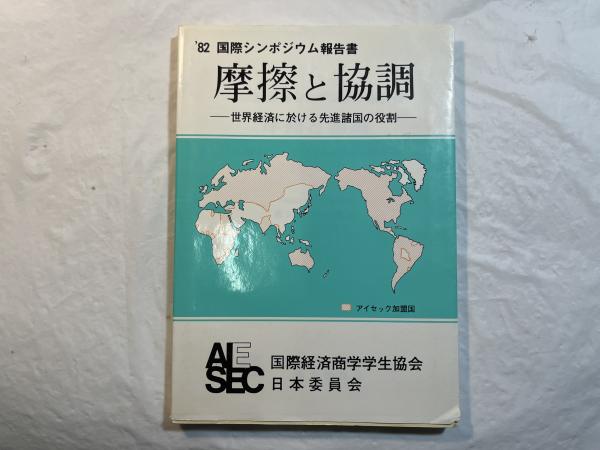 '82 国際シンポジウム報告書
摩擦と協調
—世界経済に於ける先進諸国の役割—
アイセック加盟国
AIE
SEC
国際経済商学学生協会
日本委員会